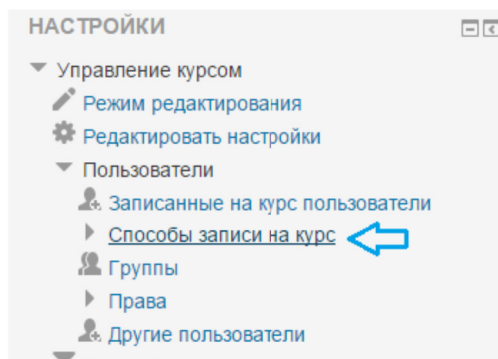 НАСТРОЙКИ
Управление курсом
Режим редактирования
Редактировать настройки
Пользователи
Записанные на курс пользователи
Способы записи на курс
Группы
Права
Другие пользователи